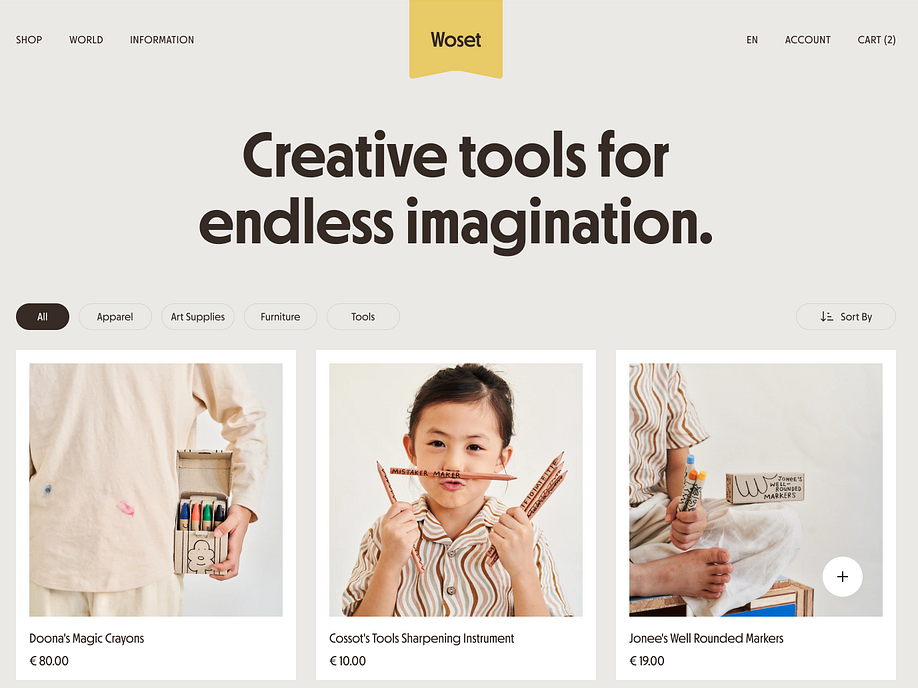 SHOP WORLD INFORMATION
Woset
EN ACCOUNT CART (2)
Creative tools for
endless imagination.
All Apparel Art Supplies Furniture Tools
Sort By
MISTAKER MAKER
JONEE'S
WELL-
ROUNDED
MARKERS
Doona's Magic Crayons
€ 80.00
Cossot's Tools Sharpening Instrument
€ 10.00
Jonee's Well Rounded Markers
€ 19.00